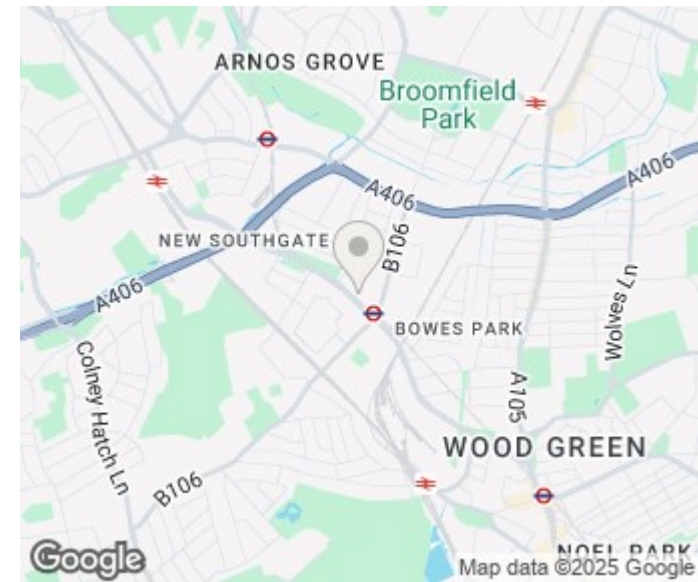 ARNOS GROVE
Broomfield
Park
A406
A406
NEW SOUTHGATE
B106
A406
BOWES PARK
Wolves Ln
Colney Hatch Ln
A105
WOOD GREEN
B106
NOEL PARK
Google
Map data ©2025 Google